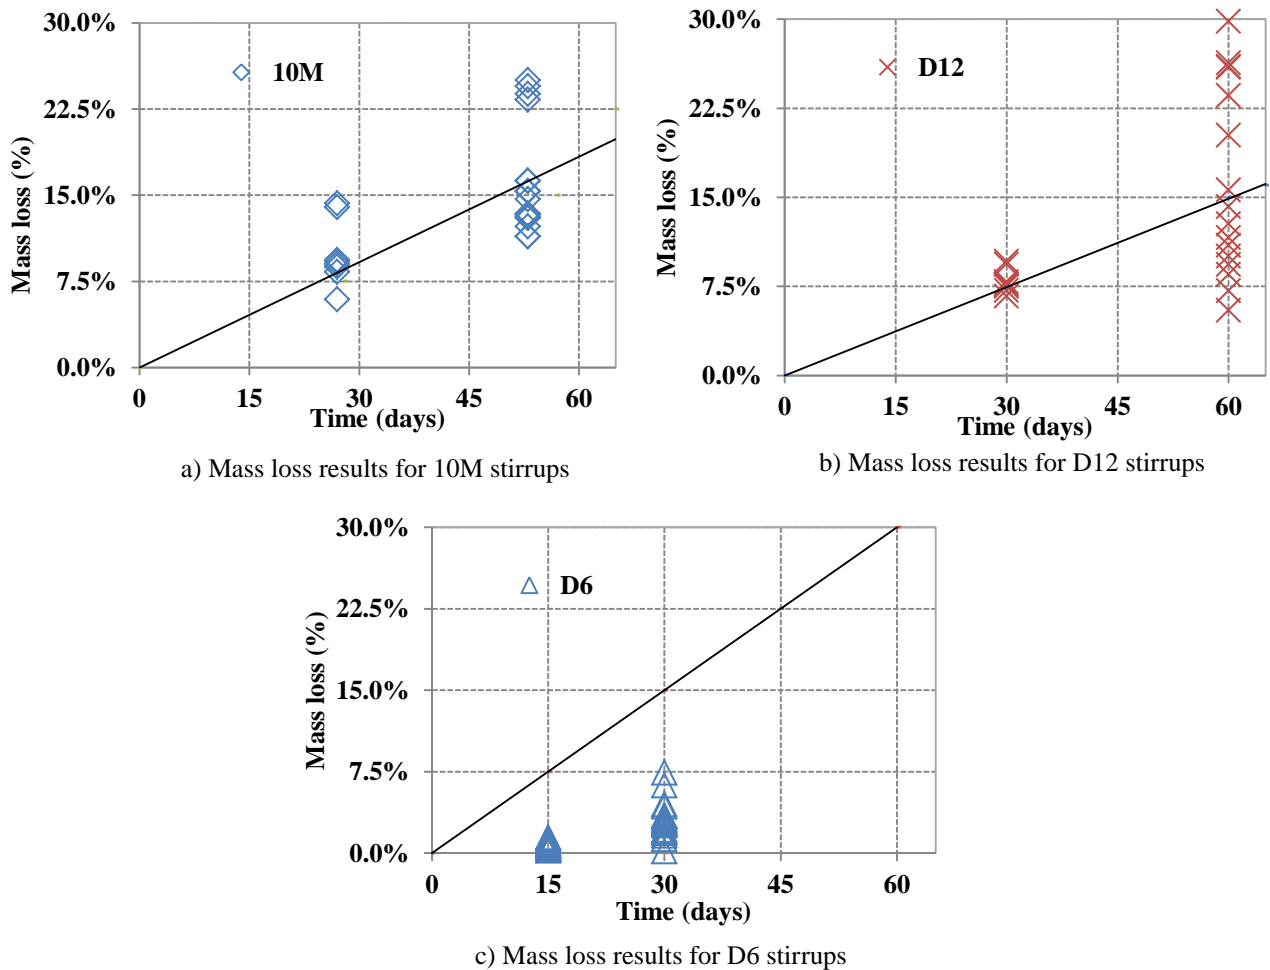 30.0%
22.5%
15.0%
7.5%
0.0%
Mass loss (%)
10M
0 15 30 45 60
Time (days)
a) Mass loss results for 10M stirrups
30.0%
22.5%
15.0%
7.5%
0.0%
Mass loss (%)
D12
0 15 30 45 60
Time (days)
b) Mass loss results for D12 stirrups
30.0%
22.5%
15.0%
7.5%
0.0%
Mass loss (%)
D6
0 15 30 45 60
Time (days)
c) Mass loss results for D6 stirrups